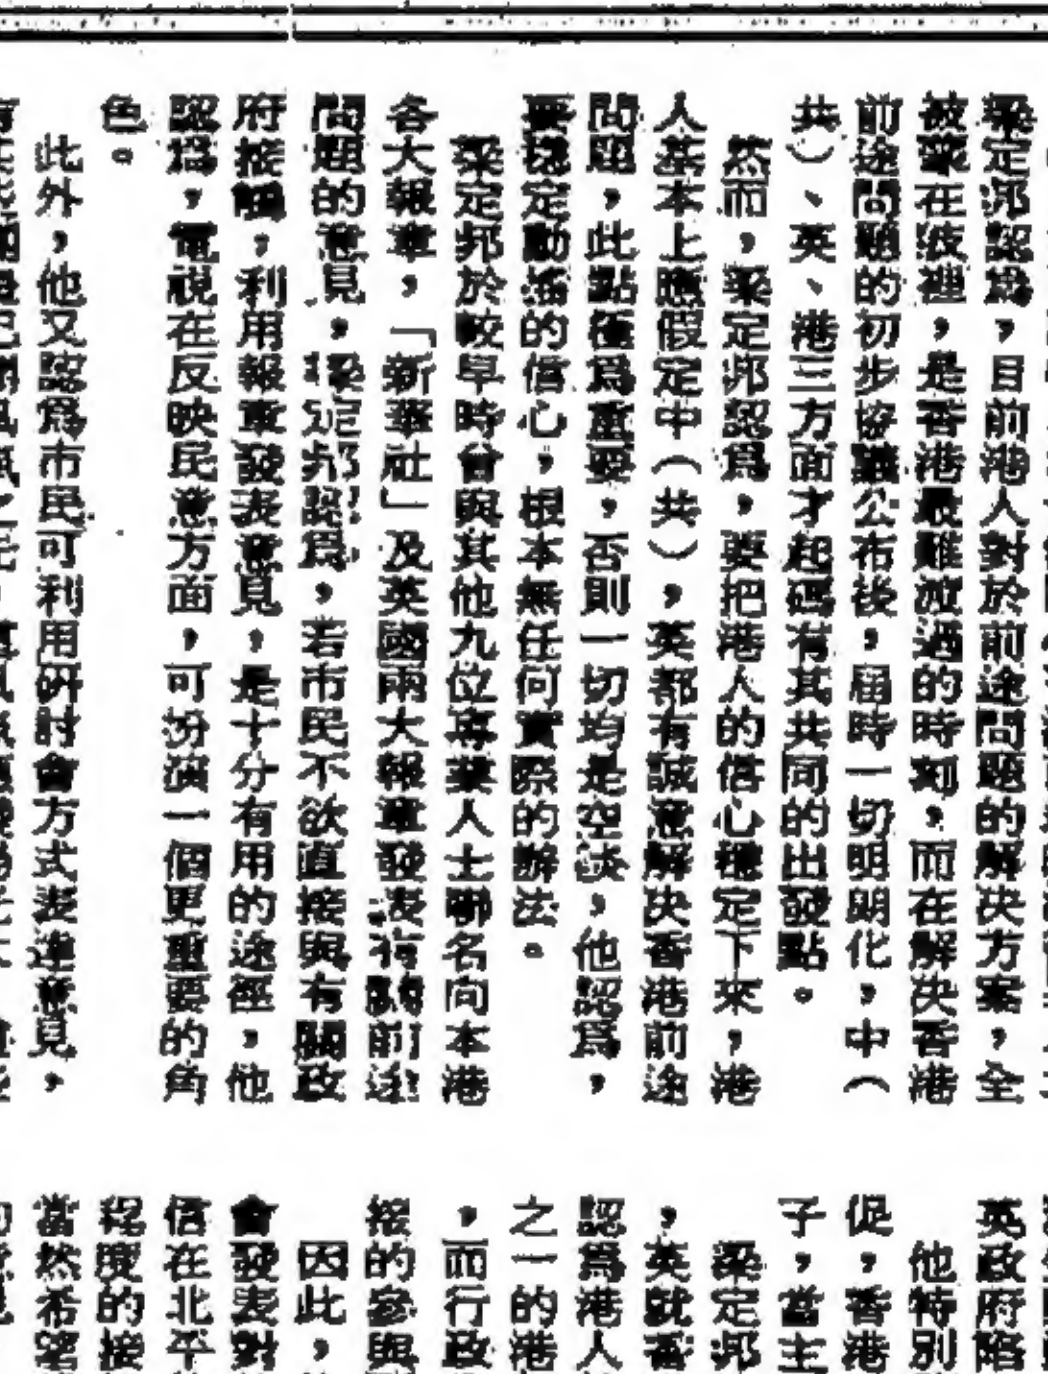 梁定邦認爲，目前港人對於前途問題的解決方案，全
被蒙在鼓裡，是香港最難渡過的時刻，而在解決香港
前途問題的初步協議公布後，屆時一切明朗化，中（
共）、英、港三方面才起碼有其共同的出發點。
然而，梁定邦認爲，要把港人的信心穩定下來，港
人基本上應假定中（共），英都有誠意解決香港前途
問題，此點極爲重要，否則一切均是空談，他認爲，
要穩定動搖的信心，根本無任何實際的辦法。
梁定邦於較早時曾與其他九位專業人士聯名向本港
各大報章，「新華社」及英國兩大報章發表有關前途
問題的意見，梁定邦認爲，若市民不欲直接與有關政
府接觸，利用報章發表意見，是十分有用的途徑，他
認爲，電視在反映民意方面，可扮演一個更重要的角
色。
此外，他又認爲市民可利用硏討會方式表達意見，
英政府陷
他特別
促，香港
子，當主
梁定邦
，英就香
認爲港人
之一的港
，而行政
接的參與
因此，
會發表對
信在北平
程度的接
當然希望